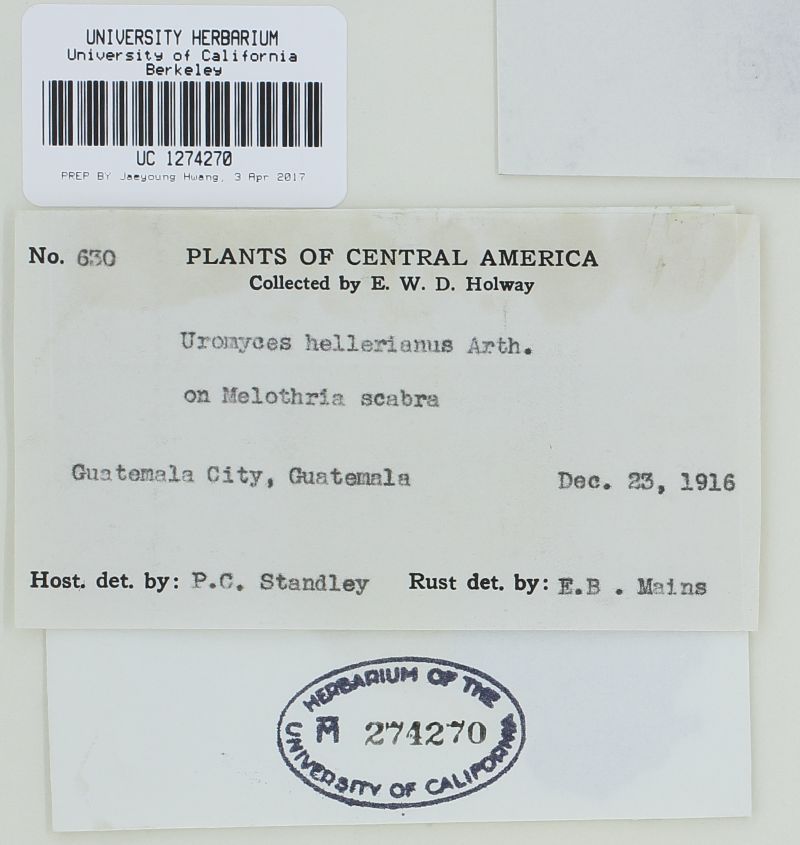 UNIVERSITY HERBARIUM
University of California
Berkeley
UC 1274270
PREP BY Jaeyoung Hwang, 3 Apr 2017
No. 630 PLANTS OF CENTRAL AMERICA
Collected by E. W. D. Holway
Uromyces hellerianus Arth.
on Melothria scabra
Guatemala City, Guatemala Dec. 23, 1916
Host. det. by: P.C. Standley Rust det. by: E.B . Mains
HERBARIUM OF THE
M 274270
UNIVERSITY OF CALIFORNIA